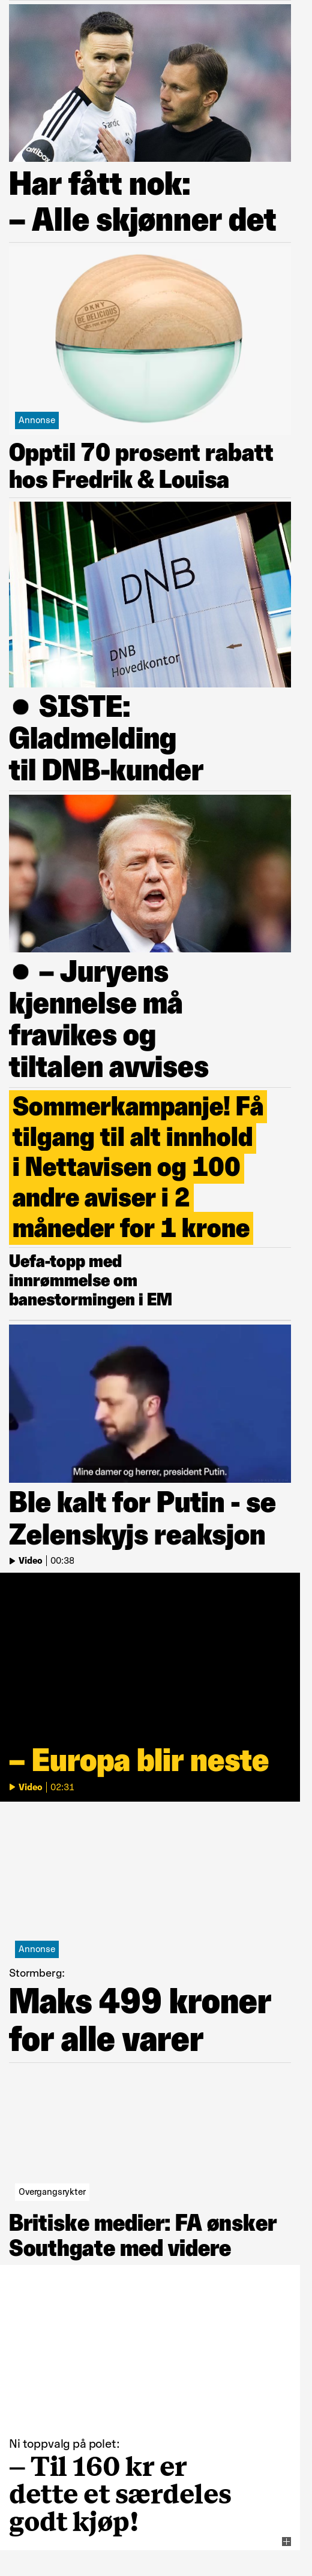 Sandic
artibox
Har fått nok:
– Alle skjønner det
DKNY
BE DELICIOUS
Annonse
Opptil 70 prosent rabatt
hos Fredrik & Louisa
DNB
DNB
Hovedkontor
● SISTE:
Gladmelding
til DNB-kunder
● – Juryens
kjennelse må
fravikes og
tiltalen avvises
Sommerkampanje! Få
tilgang til alt innhold
i Nettavisen og 100
andre aviser i 2
måneder for 1 krone
Uefa-topp med
innrømmelse om
banestormingen i EM
Mine damer og herrer, president Putin.
Ble kalt for Putin - se
Zelenskyjs reaksjon
Video | 00:38
– Europa blir neste
Video | 02:31
Annonse
Stormberg:
Maks 499 kroner
for alle varer
Overgangsrykter
Britiske medier: FA ønsker
Southgate med videre
Ni toppvalg på polet:
– Til 160 kr er
dette et særdeles
godt kjøp!